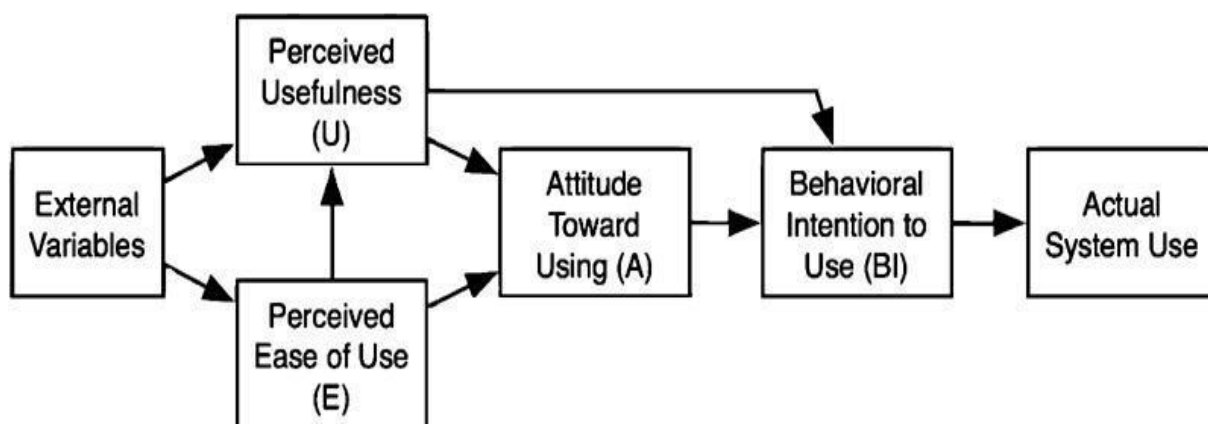 Perceived
Usefulness
(U)
External
Variables
Perceived
Ease of Use
(E)
Attitude
Toward
Using (A)
Behavioral
Intention to
Use (BI)
Actual
System Use